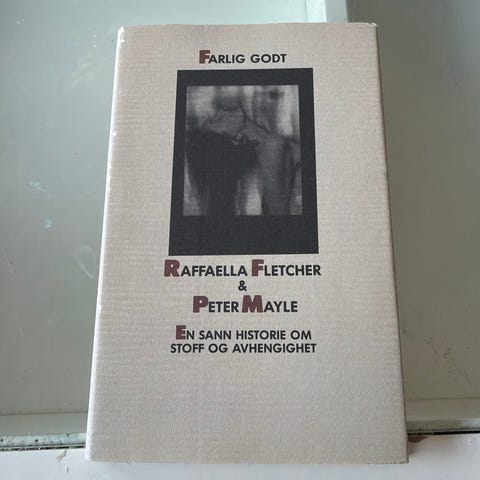 FARLIG GODT
RAFFAELLA FLETCHER
&
PETER MAYLE
EN SANN HISTORIE OM
STOFF OG AVHENGIGHET